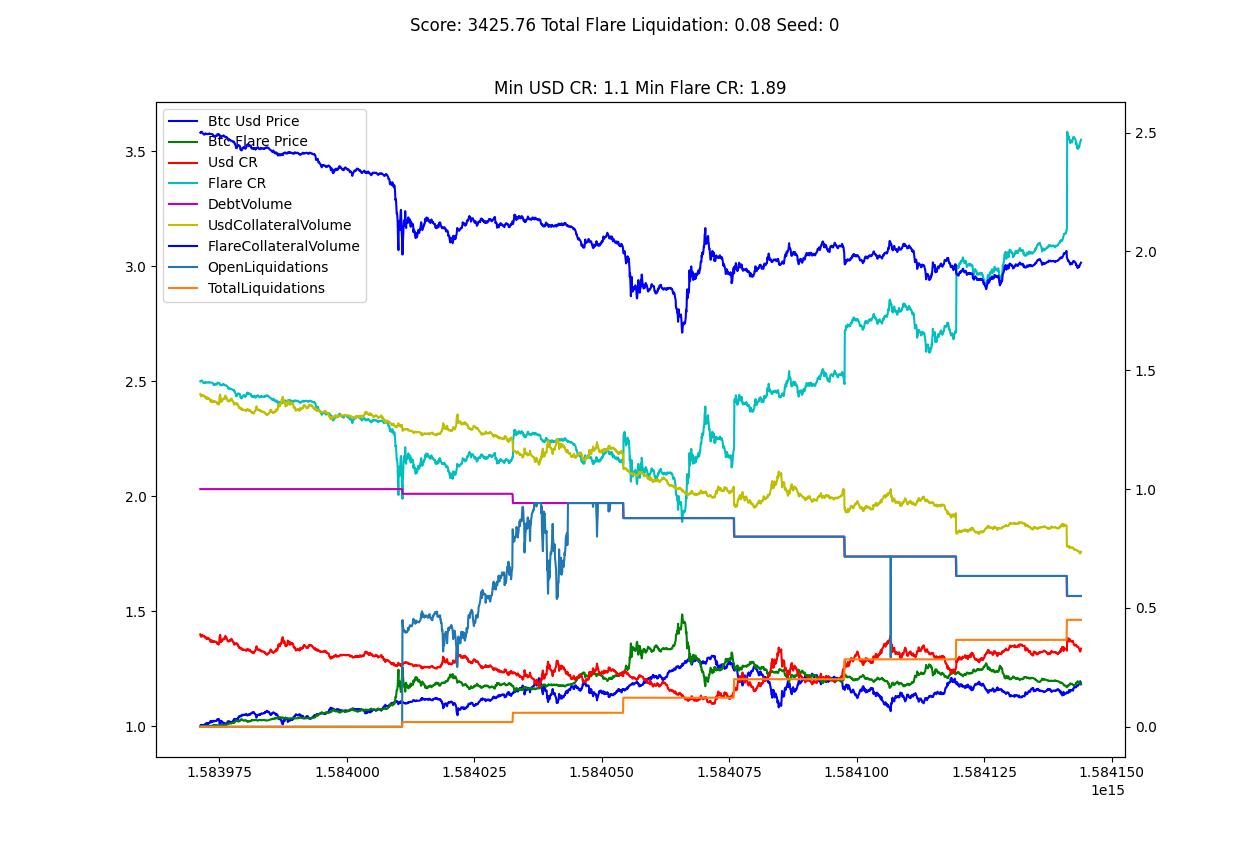 Score: 3425.76 Total Flare Liquidation: 0.08 Seed: 0
Min USD CR: 1.1 Min Flare CR: 1.89
Btc Usd Price
Btc Flare Price
Usd CR
Flare CR
DebtVolume
UsdCollateralVolume
FlareCollateralVolume
OpenLiquidations
TotalLiquidations
3.5
3.0
2.5
2.0
1.5
1.0
2.5
2.0
1.5
1.0
0.5
0.0
1.583975 1.584000 1.584025 1.584050 1.584075 1.584100 1.584125 1.584150
1e15